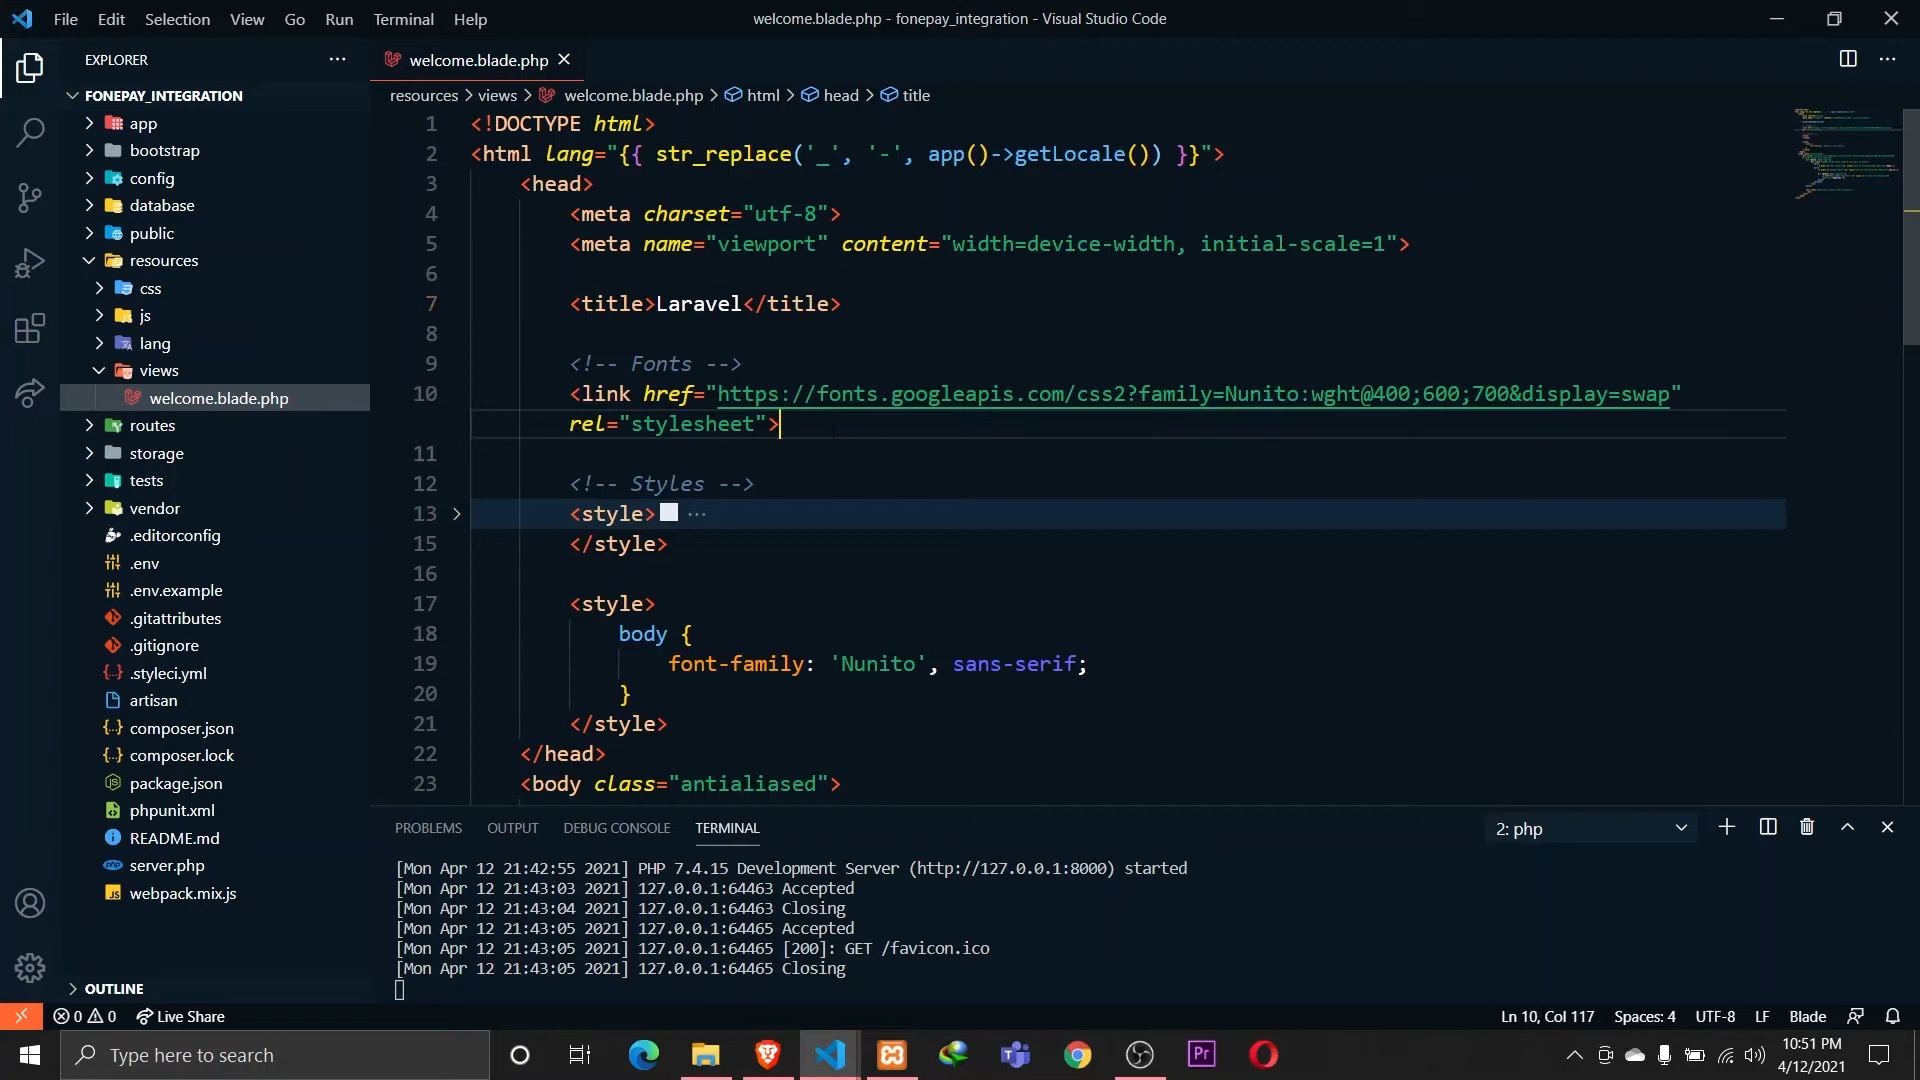 File Edit Selection View Go Run Terminal Help
welcome.blade.php - fonepay_integration - Visual Studio Code
EXPLORER
FONEPAY_INTEGRATION
app
bootstrap
config
database
public
resources
css
js
lang
views
welcome.blade.php
routes
storage
tests
vendor
.editorconfig
.env
.env.example
.gitattributes
.gitignore
.styleci.yml
artisan
composer.json
composer.lock
package.json
phpunit.xml
README.md
server.php
webpack.mix.js
OUTLINE
welcome.blade.php
resources > views > welcome.blade.php > html > head > title
1 <!DOCTYPE html>
2 <html lang="{{ str_replace('_', '-', app()->getLocale()) }}">
3 <head>
4 <meta charset="utf-8">
5 <meta name="viewport" content="width=device-width, initial-scale=1">
6
7 <title>Laravel</title>
8
9 <!-- Fonts -->
10 <link href="https://fonts.googleapis.com/css2?family=Nunito:wght@400;600;700&display=swap"
rel="stylesheet">
11
12 <!-- Styles -->
13 <style> ...
15 </style>
16
17 <style>
18 body {
19 font-family: 'Nunito', sans-serif;
20 }
21 </style>
22 </head>
23 <body class="antialiased">
PROBLEMS OUTPUT DEBUG CONSOLE TERMINAL
2: php
[Mon Apr 12 21:42:55 2021] PHP 7.4.15 Development Server (http://127.0.0.1:8000) started
[Mon Apr 12 21:43:03 2021] 127.0.0.1:64463 Accepted
[Mon Apr 12 21:43:04 2021] 127.0.0.1:64463 Closing
[Mon Apr 12 21:43:05 2021] 127.0.0.1:64465 Accepted
[Mon Apr 12 21:43:05 2021] 127.0.0.1:64465 [200]: GET /favicon.ico
[Mon Apr 12 21:43:05 2021] 127.0.0.1:64465 Closing
0 0 Live Share
Ln 10, Col 117 Spaces: 4 UTF-8 LF Blade
Type here to search
Pr
10:51 PM
4/12/2021